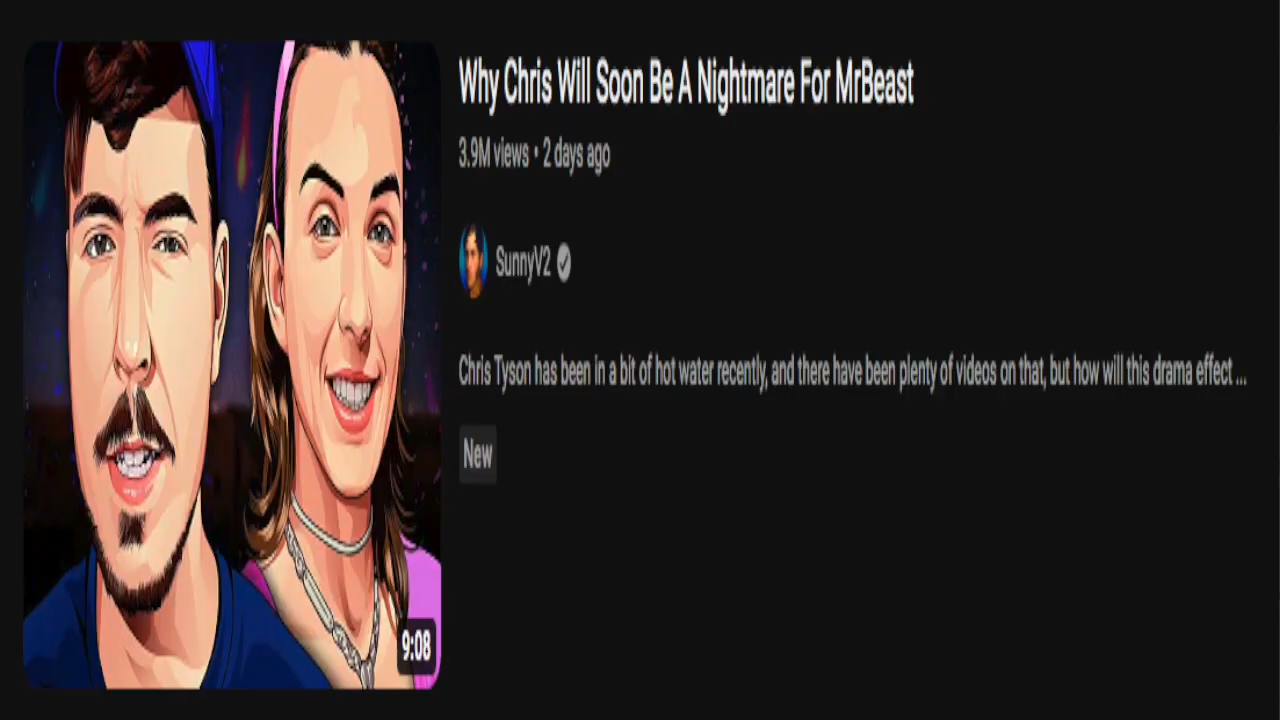 Why Chris Will Soon Be A Nightmare For MrBeast
3.9M views • 2 days ago
SunnyV2
Chris Tyson has been in a bit of hot water recently, and there have been plenty of videos on that, but how will this drama effect ...
New
9:08